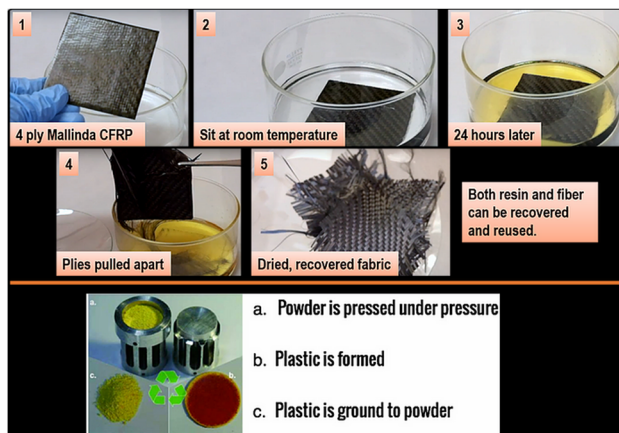 1
4 ply Mallinda CFRP
2
Sit at room temperature
3
24 hours later
4
Plies pulled apart
5
Dried, recovered fabric
Both resin and fiber
can be recovered
and reused.
a.
c.
b.
a. Powder is pressed under pressure
b. Plastic is formed
c. Plastic is ground to powder